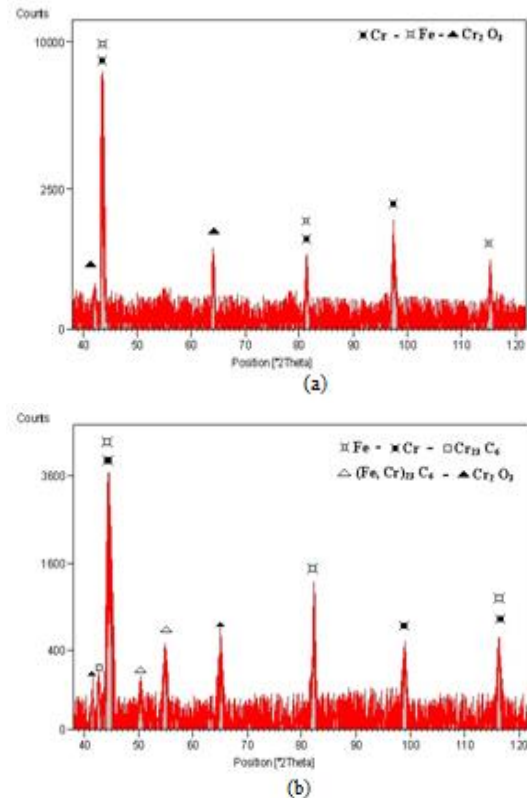 Counts
10000
2500
0
Cr - Fe - Cr₂ O₃
40 50 60 70 80 90 100 110 120
Position [°2Theta]
(a)
Counts
3600
1600
400
0
Fe - Cr - Cr₂₃ C₆
(Fe, Cr)₂₃ C₆ - Cr₂ O₃
40 50 60 70 80 90 100 110 120
Position [°2Theta]
(b)